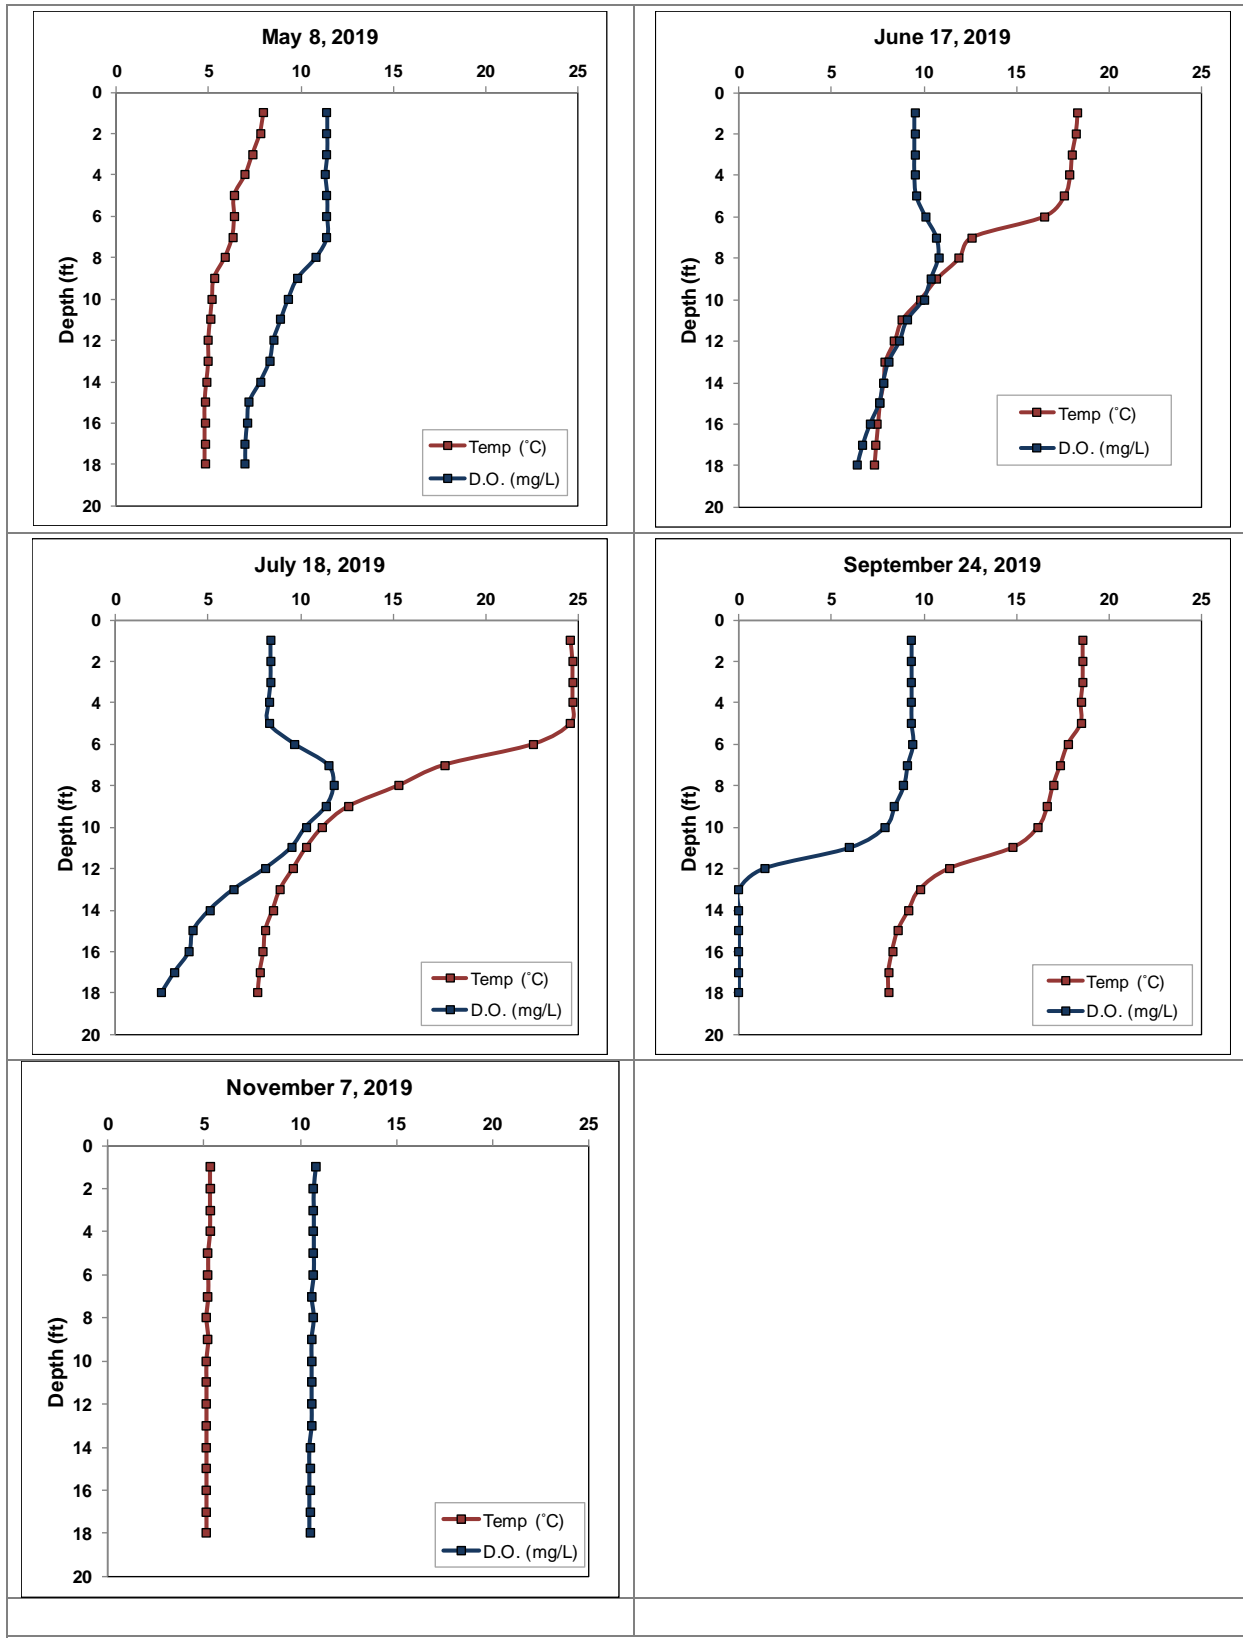 May 8, 2019
0 5 10 15 20 25
0
2
4
6
8
10
12
14
16
18
20
Depth (ft)
Temp (˚C)
D.O. (mg/L)
June 17, 2019
0 5 10 15 20 25
0
2
4
6
8
10
12
14
16
18
20
Depth (ft)
Temp (˚C)
D.O. (mg/L)
July 18, 2019
0 5 10 15 20 25
0
2
4
6
8
10
12
14
16
18
20
Depth (ft)
Temp (˚C)
D.O. (mg/L)
September 24, 2019
0 5 10 15 20 25
0
2
4
6
8
10
12
14
16
18
20
Depth (ft)
Temp (˚C)
D.O. (mg/L)
November 7, 2019
0 5 10 15 20 25
0
2
4
6
8
10
12
14
16
18
20
Depth (ft)
Temp (˚C)
D.O. (mg/L)